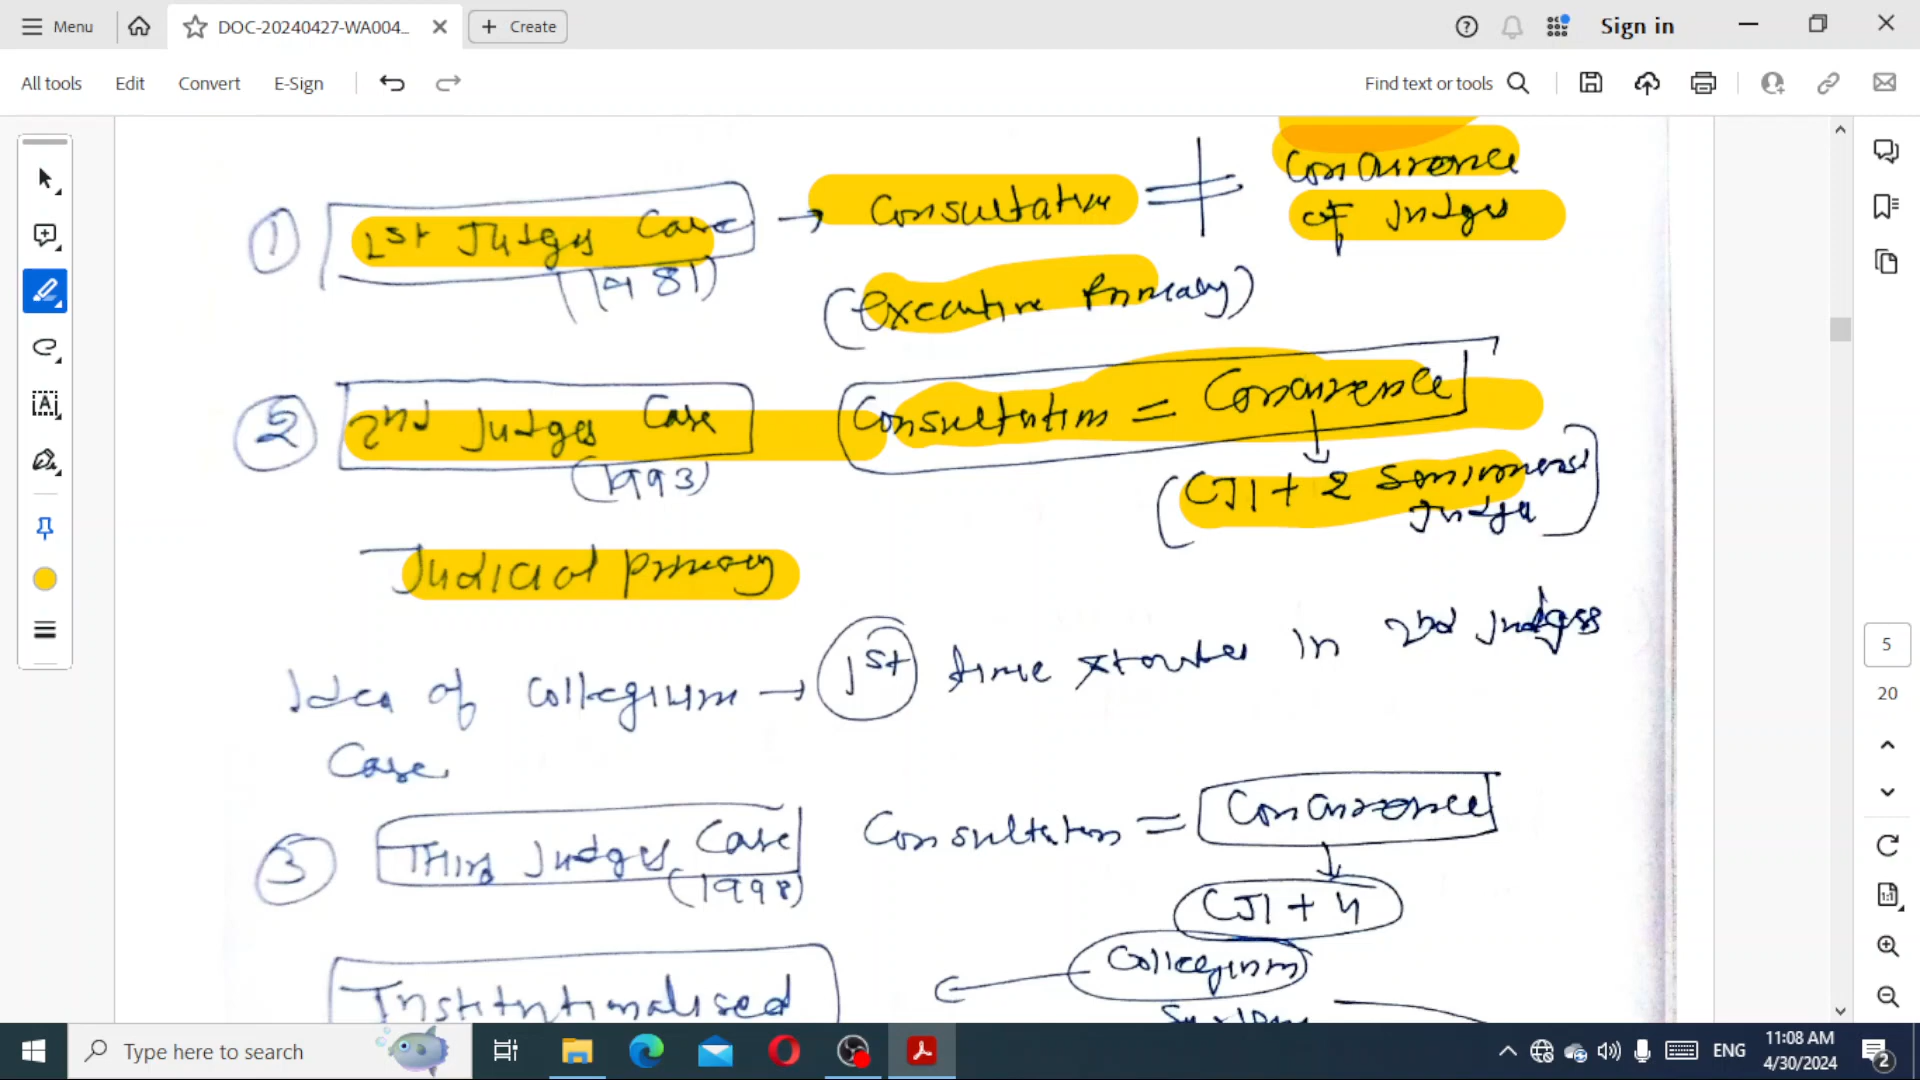 Menu DOC-20240427-WA004... Create Sign in
All tools Edit Convert E-Sign Find text or tools
Concurrence
① 1st Judges Case → Consultation ≠ of Judges
(1981)
(Executive Primacy)
② 2nd Judges Case Consultation = Concurrence
(1993)
(CJI + 2 Seniormost
Judge)
Judicial primacy
Idea of collegium → 1st time in 2nd Judges
Case
③ Third Judges Case Consultation = Concurrence
(1998)
CJI + 4
Collegium
Institutionalised
System
5
20
Type here to search
ENG
11:08 AM
4/30/2024
2